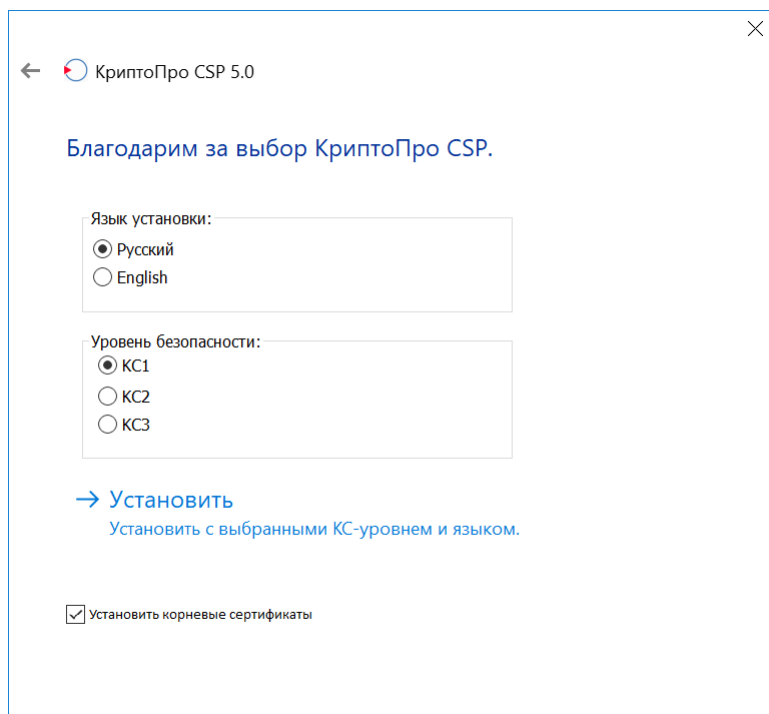 КриптоПро CSP 5.0
Благодарим за выбор КриптоПро CSP.
Язык установки:
Русский
English
Уровень безопасности:
КС1
КС2
КС3
Установить
Установить с выбранными КС-уровнем и языком.
Установить корневые сертификаты